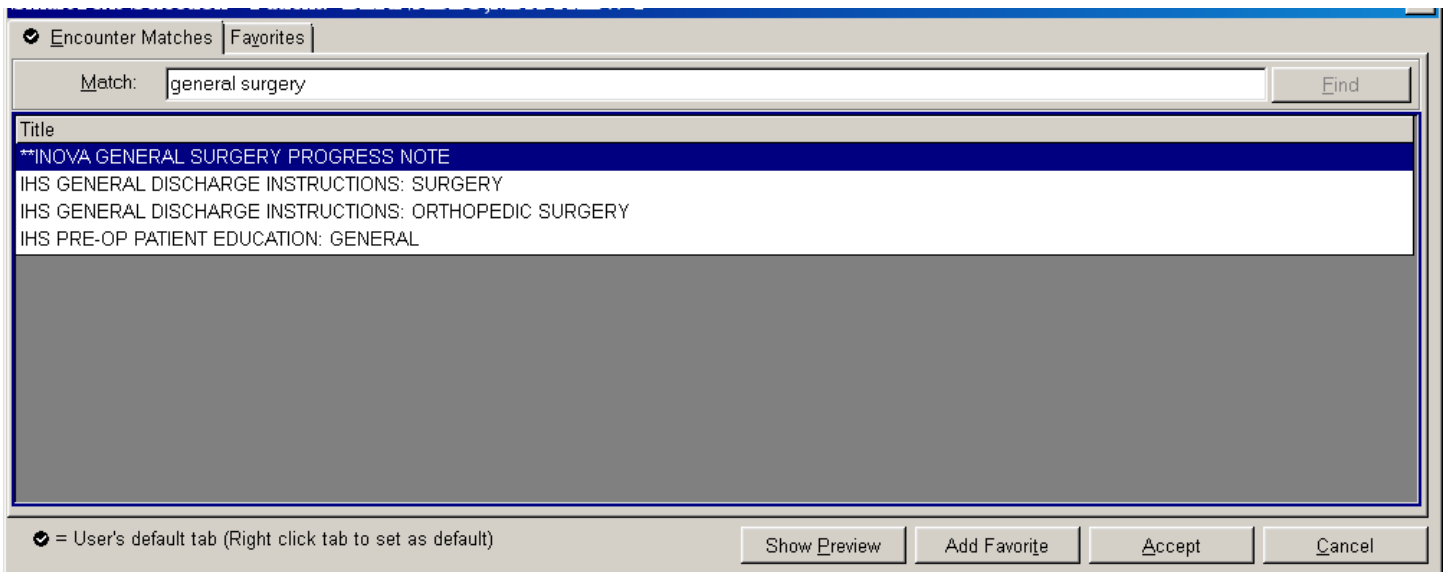 Encounter Matches Favorites
Match: general surgery Find
Title
**INOVA GENERAL SURGERY PROGRESS NOTE
IHS GENERAL DISCHARGE INSTRUCTIONS: SURGERY
IHS GENERAL DISCHARGE INSTRUCTIONS: ORTHOPEDIC SURGERY
IHS PRE-OP PATIENT EDUCATION: GENERAL
= User's default tab (Right click tab to set as default) Show Preview Add Favorite Accept Cancel